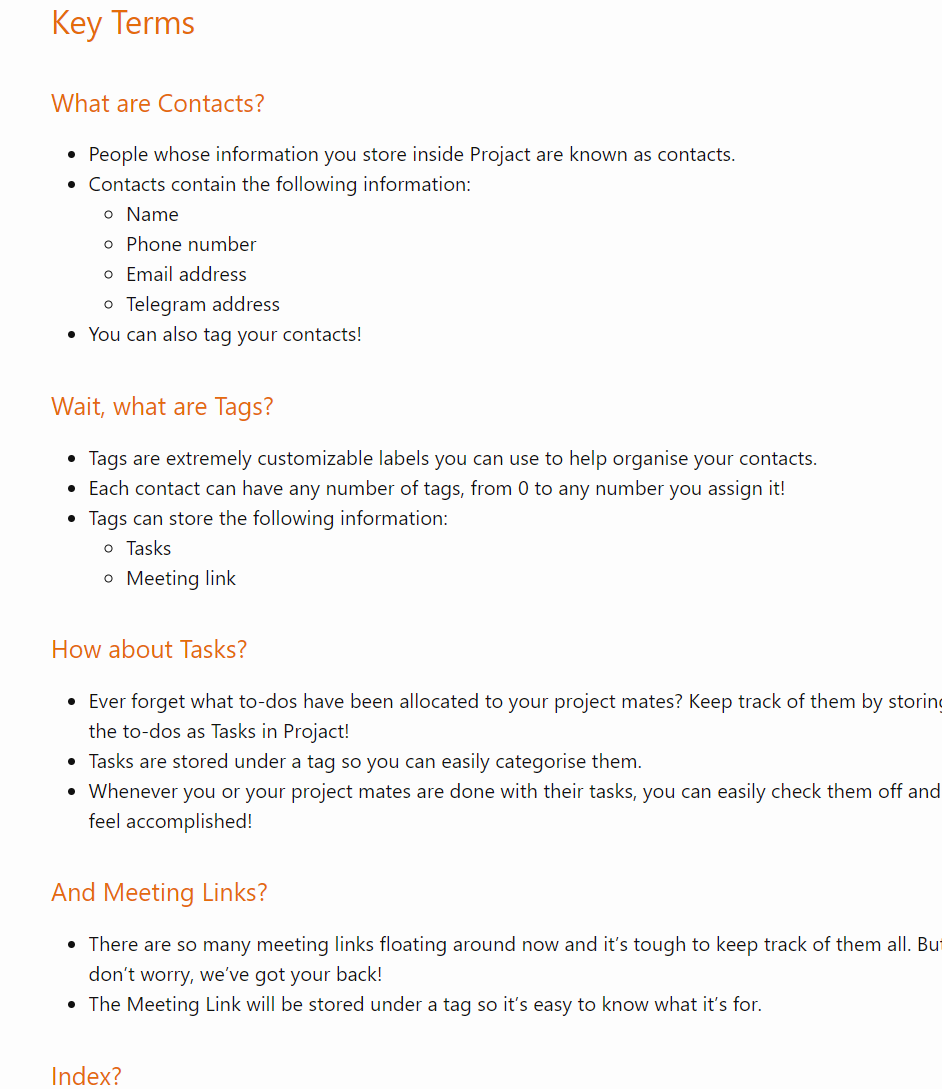 Key Terms
What are Contacts?
People whose information you store inside Projact are known as contacts.
Contacts contain the following information:
Name
Phone number
Email address
Telegram address
You can also tag your contacts!
Wait, what are Tags?
Tags are extremely customizable labels you can use to help organise your contacts.
Each contact can have any number of tags, from 0 to any number you assign it!
Tags can store the following information:
Tasks
Meeting link
How about Tasks?
Ever forget what to-dos have been allocated to your project mates? Keep track of them by storing
the to-dos as Tasks in Projact!
Tasks are stored under a tag so you can easily categorise them.
Whenever you or your project mates are done with their tasks, you can easily check them off and
feel accomplished!
And Meeting Links?
There are so many meeting links floating around now and it’s tough to keep track of them all. But
don’t worry, we’ve got your back!
The Meeting Link will be stored under a tag so it’s easy to know what it’s for.
Index?